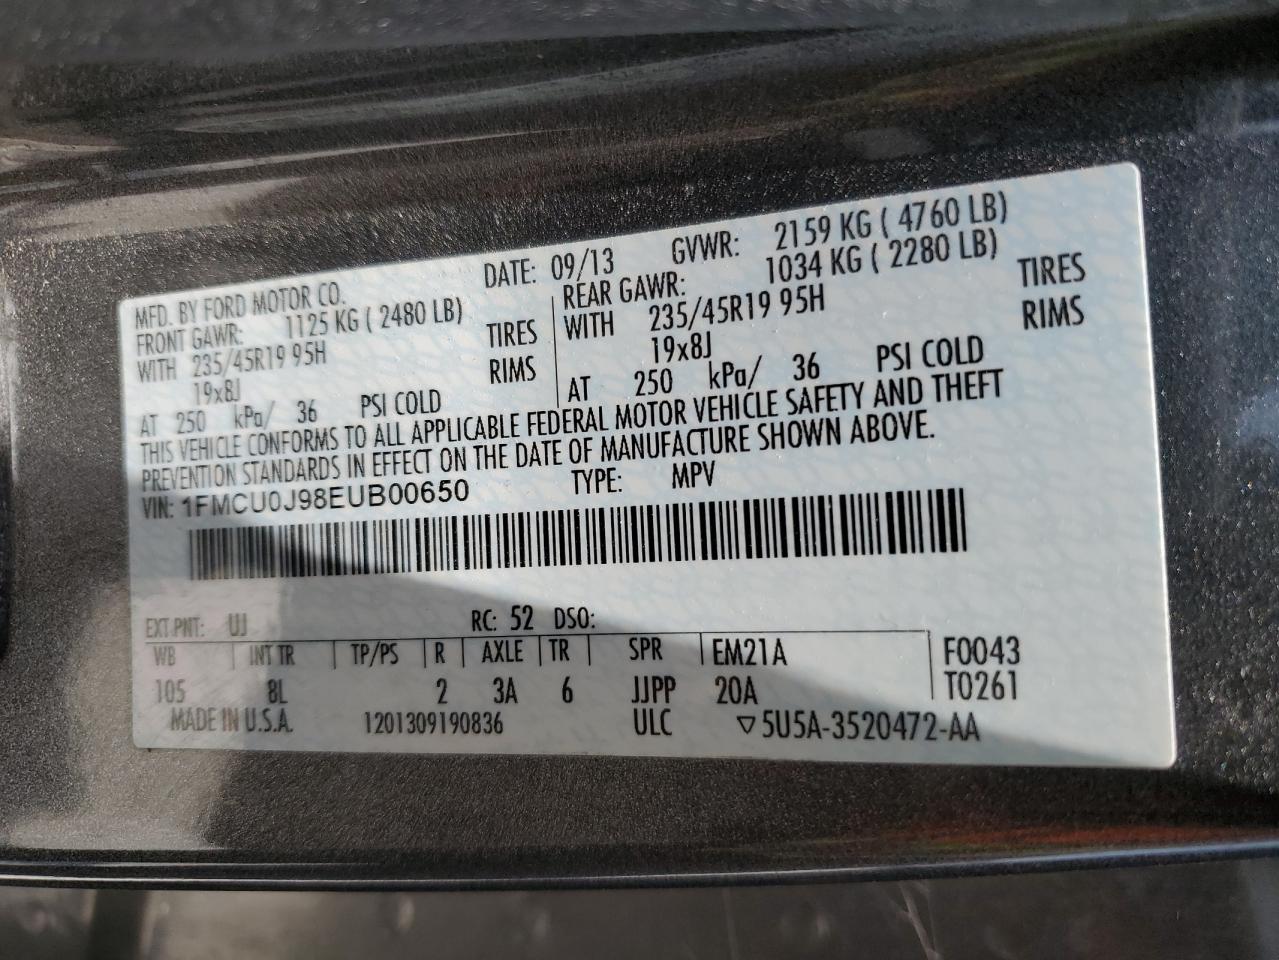 MFD. BY FORD MOTOR CO.
DATE: 09/13 GVWR: 2159 KG ( 4760 LB)
FRONT GAWR: 1125 KG ( 2480 LB)
WITH 235/45R19 95H TIRES
19x8J RIMS
AT 250 kPa/ 36 PSI COLD
REAR GAWR: 1034 KG ( 2280 LB)
WITH 235/45R19 95H TIRES
19x8J RIMS
AT 250 kPa/ 36 PSI COLD
THIS VEHICLE CONFORMS TO ALL APPLICABLE FEDERAL MOTOR VEHICLE SAFETY AND THEFT
PREVENTION STANDARDS IN EFFECT ON THE DATE OF MANUFACTURE SHOWN ABOVE.
VIN: 1FMCU0J98EUB00650 TYPE: MPV
EXT PNT: UJ RC: 52 DSO:
WB INT TR TP/PS R AXLE TR SPR EM21A F0043
105 8L 2 3A 6 JJPP 20A T0261
MADE IN U.S.A. 1201309190836 ULC ▽5U5A-3520472-AA